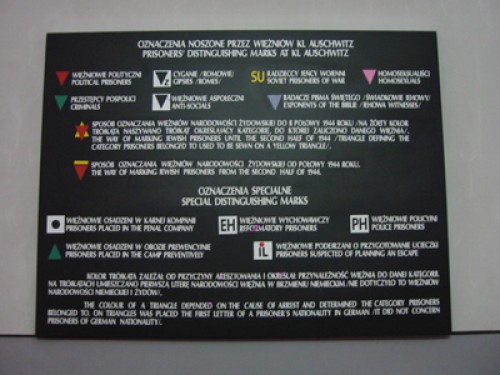 OZNACZENIA NOSZONE PRZEZ WIĘŹNIÓW KL AUSCHWITZ
PRISONERS' DISTINGUISHING MARKS AT KL AUSCHWITZ
WIĘŹNIOWIE POLITYCZNI
POLITICAL PRISONERS
Z
CYGANIE /ROMOWIE/
GIPSIES /ROMIES/
SU
RADZIECCY JEŃCY WOJENNI
SOVIET PRISONERS OF WAR
HOMOSEKSUALIŚCI
HOMOSEXUALS
PRZESTĘPCY POSPOLICI
CRIMINALS
WIĘŹNIOWIE ASPOŁECZNI
ANTI-SOCIALS
BADACZE PISMA ŚWIĘTEGO /ŚWIADKOWIE JEHOWY/
EXPONENTS OF THE BIBLE /JEHOWA WITNESSES/
SPOSÓB OZNACZANIA WIĘŹNIÓW NARODOWOŚCI ŻYDOWSKIEJ DO II POŁOWY 1944 ROKU /NA ŻÓŁTY KOLOR
TRÓJKĄTA NASZYWANO TRÓJKĄT OKREŚLAJĄCY KATEGORIĘ, DO KTÓREJ ZALICZONO DANEGO WIĘŹNIA/.
THE WAY OF MARKING JEWISH PRISONERS UNTIL THE SECOND HALF OF 1944 /TRIANGLE DEFINING THE
CATEGORY PRISONERS BELONGED TO USED TO BE SEWN ON A YELLOW TRIANGLE/.
SPOSÓB OZNACZANIA WIĘŹNIÓW NARODOWOŚCI ŻYDOWSKIEJ OD POŁOWY 1944 ROKU.
THE WAY OF MARKING JEWISH PRISONERS FROM THE SECOND HALF OF 1944.
OZNACZENIA SPECJALNE
SPECIAL DISTINGUISHING MARKS
WIĘŹNIOWIE OSADZENI W KARNEJ KOMPANII
PRISONERS PLACED IN THE PENAL COMPANY
EH
WIĘŹNIOWIE WYCHOWAWCZY
REFORMATORY PRISONERS
PH
WIĘŹNIOWIE POLICYJNI
POLICE PRISONERS
WIĘŹNIOWIE OSADZENI W OBOZIE PREWENCYJNIE
PRISONERS PLACED IN THE CAMP PREVENTIVELY
IL
WIĘŹNIOWIE PODEJRZANI O PRZYGOTOWANIE UCIECZKI
PRISONERS SUSPECTED OF PLANNING AN ESCAPE
KOLOR TRÓJKĄTA ZALEŻAŁ OD PRZYCZYNY ARESZTOWANIA I OKREŚLAŁ PRZYNALEŻNOŚĆ WIĘŹNIA DO DANEJ KATEGORII.
NA TRÓJKĄTACH UMIESZCZANO PIERWSZĄ LITERĘ NARODOWOŚCI WIĘŹNIA W BRZMIENIU NIEMIECKIM /NIE DOTYCZYŁO TO WIĘŹNIÓW
NARODOWOŚCI NIEMIECKIEJ I ŻYDÓW/.
THE COLOUR OF A TRIANGLE DEPENDED ON THE CAUSE OF ARREST AND DETERMINED THE CATEGORY PRISONERS
BELONGED TO. ON TRIANGLES WAS PLACED THE FIRST LETTER OF A PRISONER'S NATIONALITY IN GERMAN /IT DID NOT CONCERN
PRISONERS OF GERMAN NATIONALITY/.